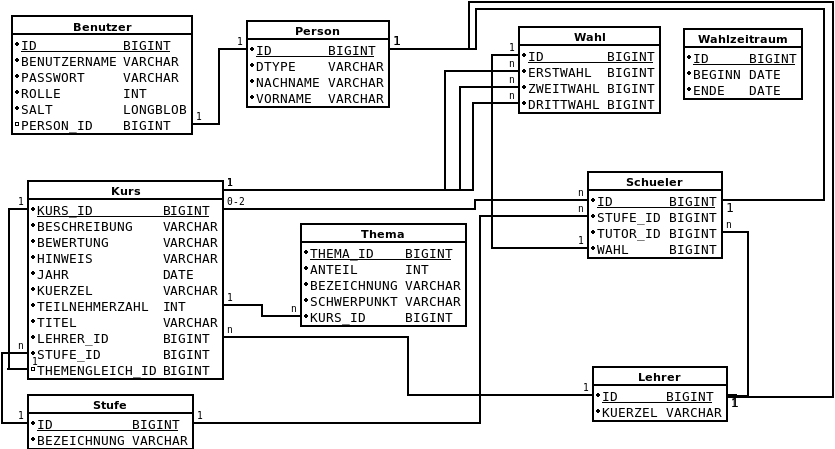 Benutzer
ID BIGINT
BENUTZERNAME VARCHAR
PASSWORT VARCHAR
ROLLE INT
SALT LONGBLOB
PERSON_ID BIGINT
1
1
Person
ID BIGINT
DTYPE VARCHAR
NACHNAME VARCHAR
VORNAME VARCHAR
1
Wahl
ID BIGINT
ERSTWAHL BIGINT
ZWEITWAHL BIGINT
DRITTWAHL BIGINT
1
n
n
n
Wahlzeitraum
ID BIGINT
BEGINN DATE
ENDE DATE
Kurs
KURS_ID BIGINT
BESCHREIBUNG VARCHAR
BEWERTUNG VARCHAR
HINWEIS VARCHAR
JAHR DATE
KUERZEL VARCHAR
TEILNEHMERZAHL INT
TITEL VARCHAR
LEHRER_ID BIGINT
STUFE_ID BIGINT
THEMENGLEICH_ID BIGINT
1
n
1
1
0-2
1
n
Thema
THEMA_ID BIGINT
ANTEIL INT
BEZEICHNUNG VARCHAR
SCHWERPUNKT VARCHAR
KURS_ID BIGINT
n
Schueler
ID BIGINT
STUFE_ID BIGINT
TUTOR_ID BIGINT
WAHL BIGINT
n
n
1
1
n
Stufe
ID BIGINT
BEZEICHNUNG VARCHAR
1
1
Lehrer
ID BIGINT
KUERZEL VARCHAR
1
1